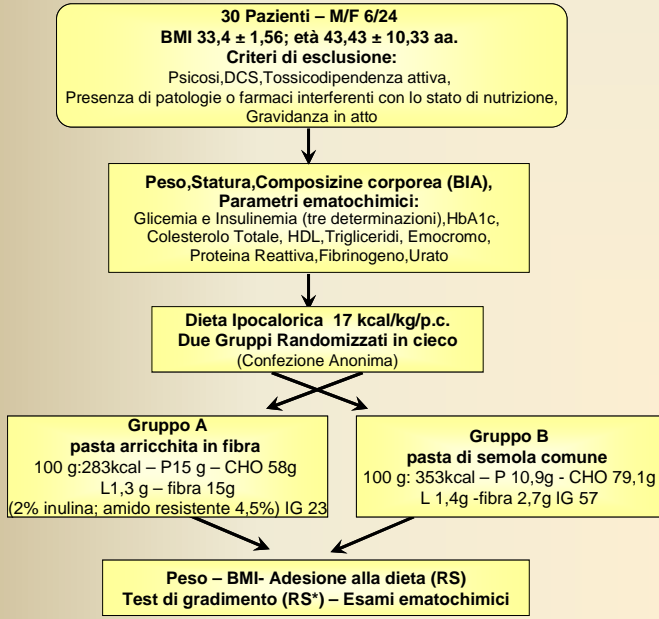 30 Pazienti – M/F 6/24
BMI 33,4 ± 1,56; età 43,43 ± 10,33 aa.
Criteri di esclusione:
Psicosi,DCS,Tossicodipendenza attiva,
Presenza di patologie o farmaci interferenti con lo stato di nutrizione,
Gravidanza in atto
Peso,Statura,Composizine corporea (BIA),
Parametri ematochimici:
Glicemia e Insulinemia (tre determinazioni),HbA1c,
Colesterolo Totale, HDL,Trigliceridi, Emocromo,
Proteina Reattiva,Fibrinogeno,Urato
Dieta Ipocalorica 17 kcal/kg/p.c.
Due Gruppi Randomizzati in cieco
(Confezione Anonima)
Gruppo A
pasta arricchita in fibra
100 g:283kcal – P15 g – CHO 58g
L1,3 g – fibra 15g
(2% inulina; amido resistente 4,5%) IG 23
Gruppo B
pasta di semola comune
100 g: 353kcal – P 10,9g - CHO 79,1g
L 1,4g -fibra 2,7g IG 57
Peso – BMI- Adesione alla dieta (RS)
Test di gradimento (RS*) – Esami ematochimici